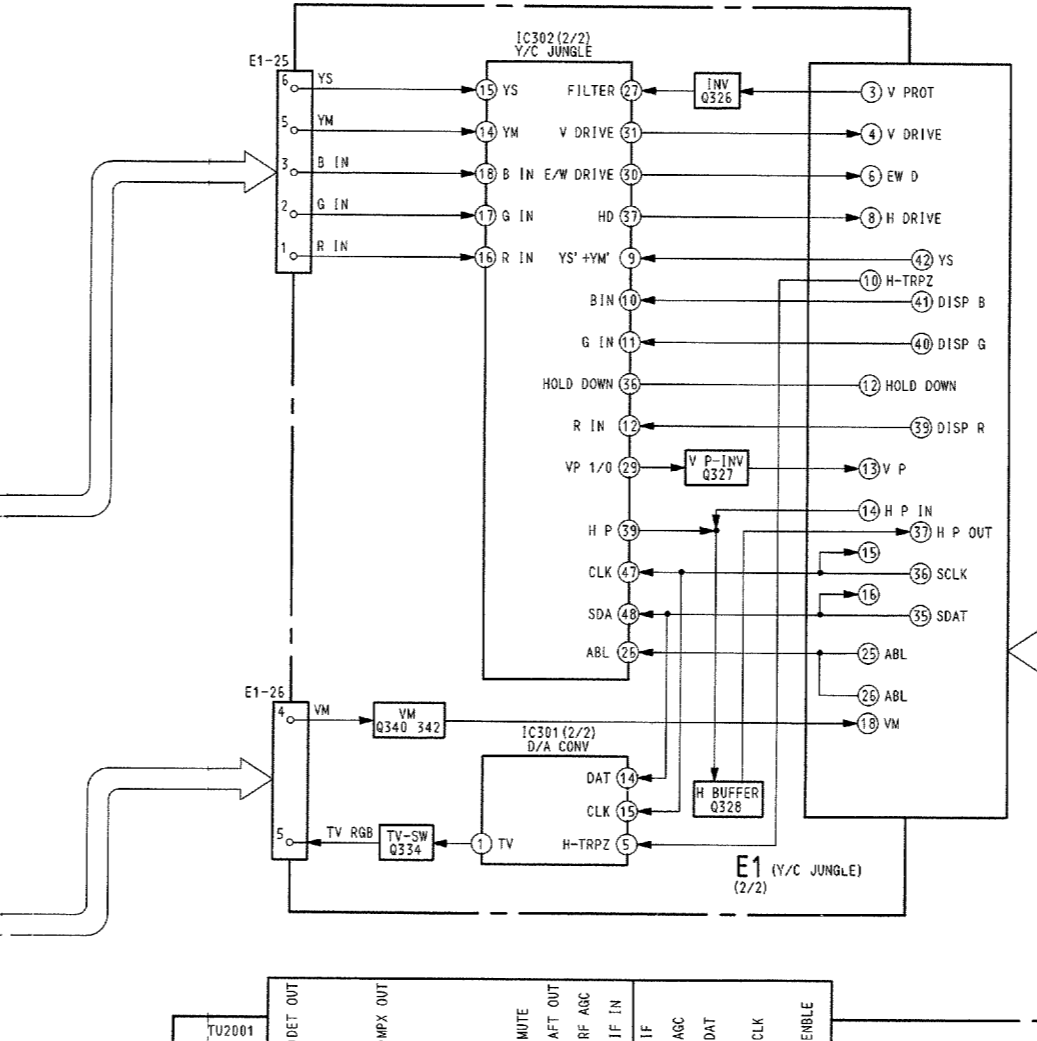 IC302(2/2)
Y/C JUNGLE
E1-25
6 YS
5 YM
3 B IN
2 G IN
1 R IN
15 YS
14 YM
18 B IN
17 G IN
16 R IN
FILTER 27
V DRIVE 31
E/W DRIVE 30
HD 37
YS'+YM' 9
BIN 10
G IN 11
HOLD DOWN 36
R IN 12
VP 1/0 29
H P 39
CLK 47
SDA 48
ABL 26
INV
Q326
V P-INV
Q327
3 V PROT
4 V DRIVE
6 EW D
8 H DRIVE
42 YS
10 H-TRPZ
41 DISP B
40 DISP G
12 HOLD DOWN
39 DISP R
13 V P
14 H P IN
37 H P OUT
15
36 SCLK
16
35 SDAT
25 ABL
26 ABL
18 VM
E1-26
4 VM
VM
Q340 342
5 TV RGB
TV-SW
Q334
IC301(2/2)
D/A CONV
1 TV
DAT 14
CLK 15
H-TRPZ 5
H BUFFER
Q328
E1 (Y/C JUNGLE)
(2/2)
TU2001
DET OUT
MPX OUT
MUTE
AFT OUT
RF AGC
IF IN
IF
AGC
DAT
CLK
ENBLE